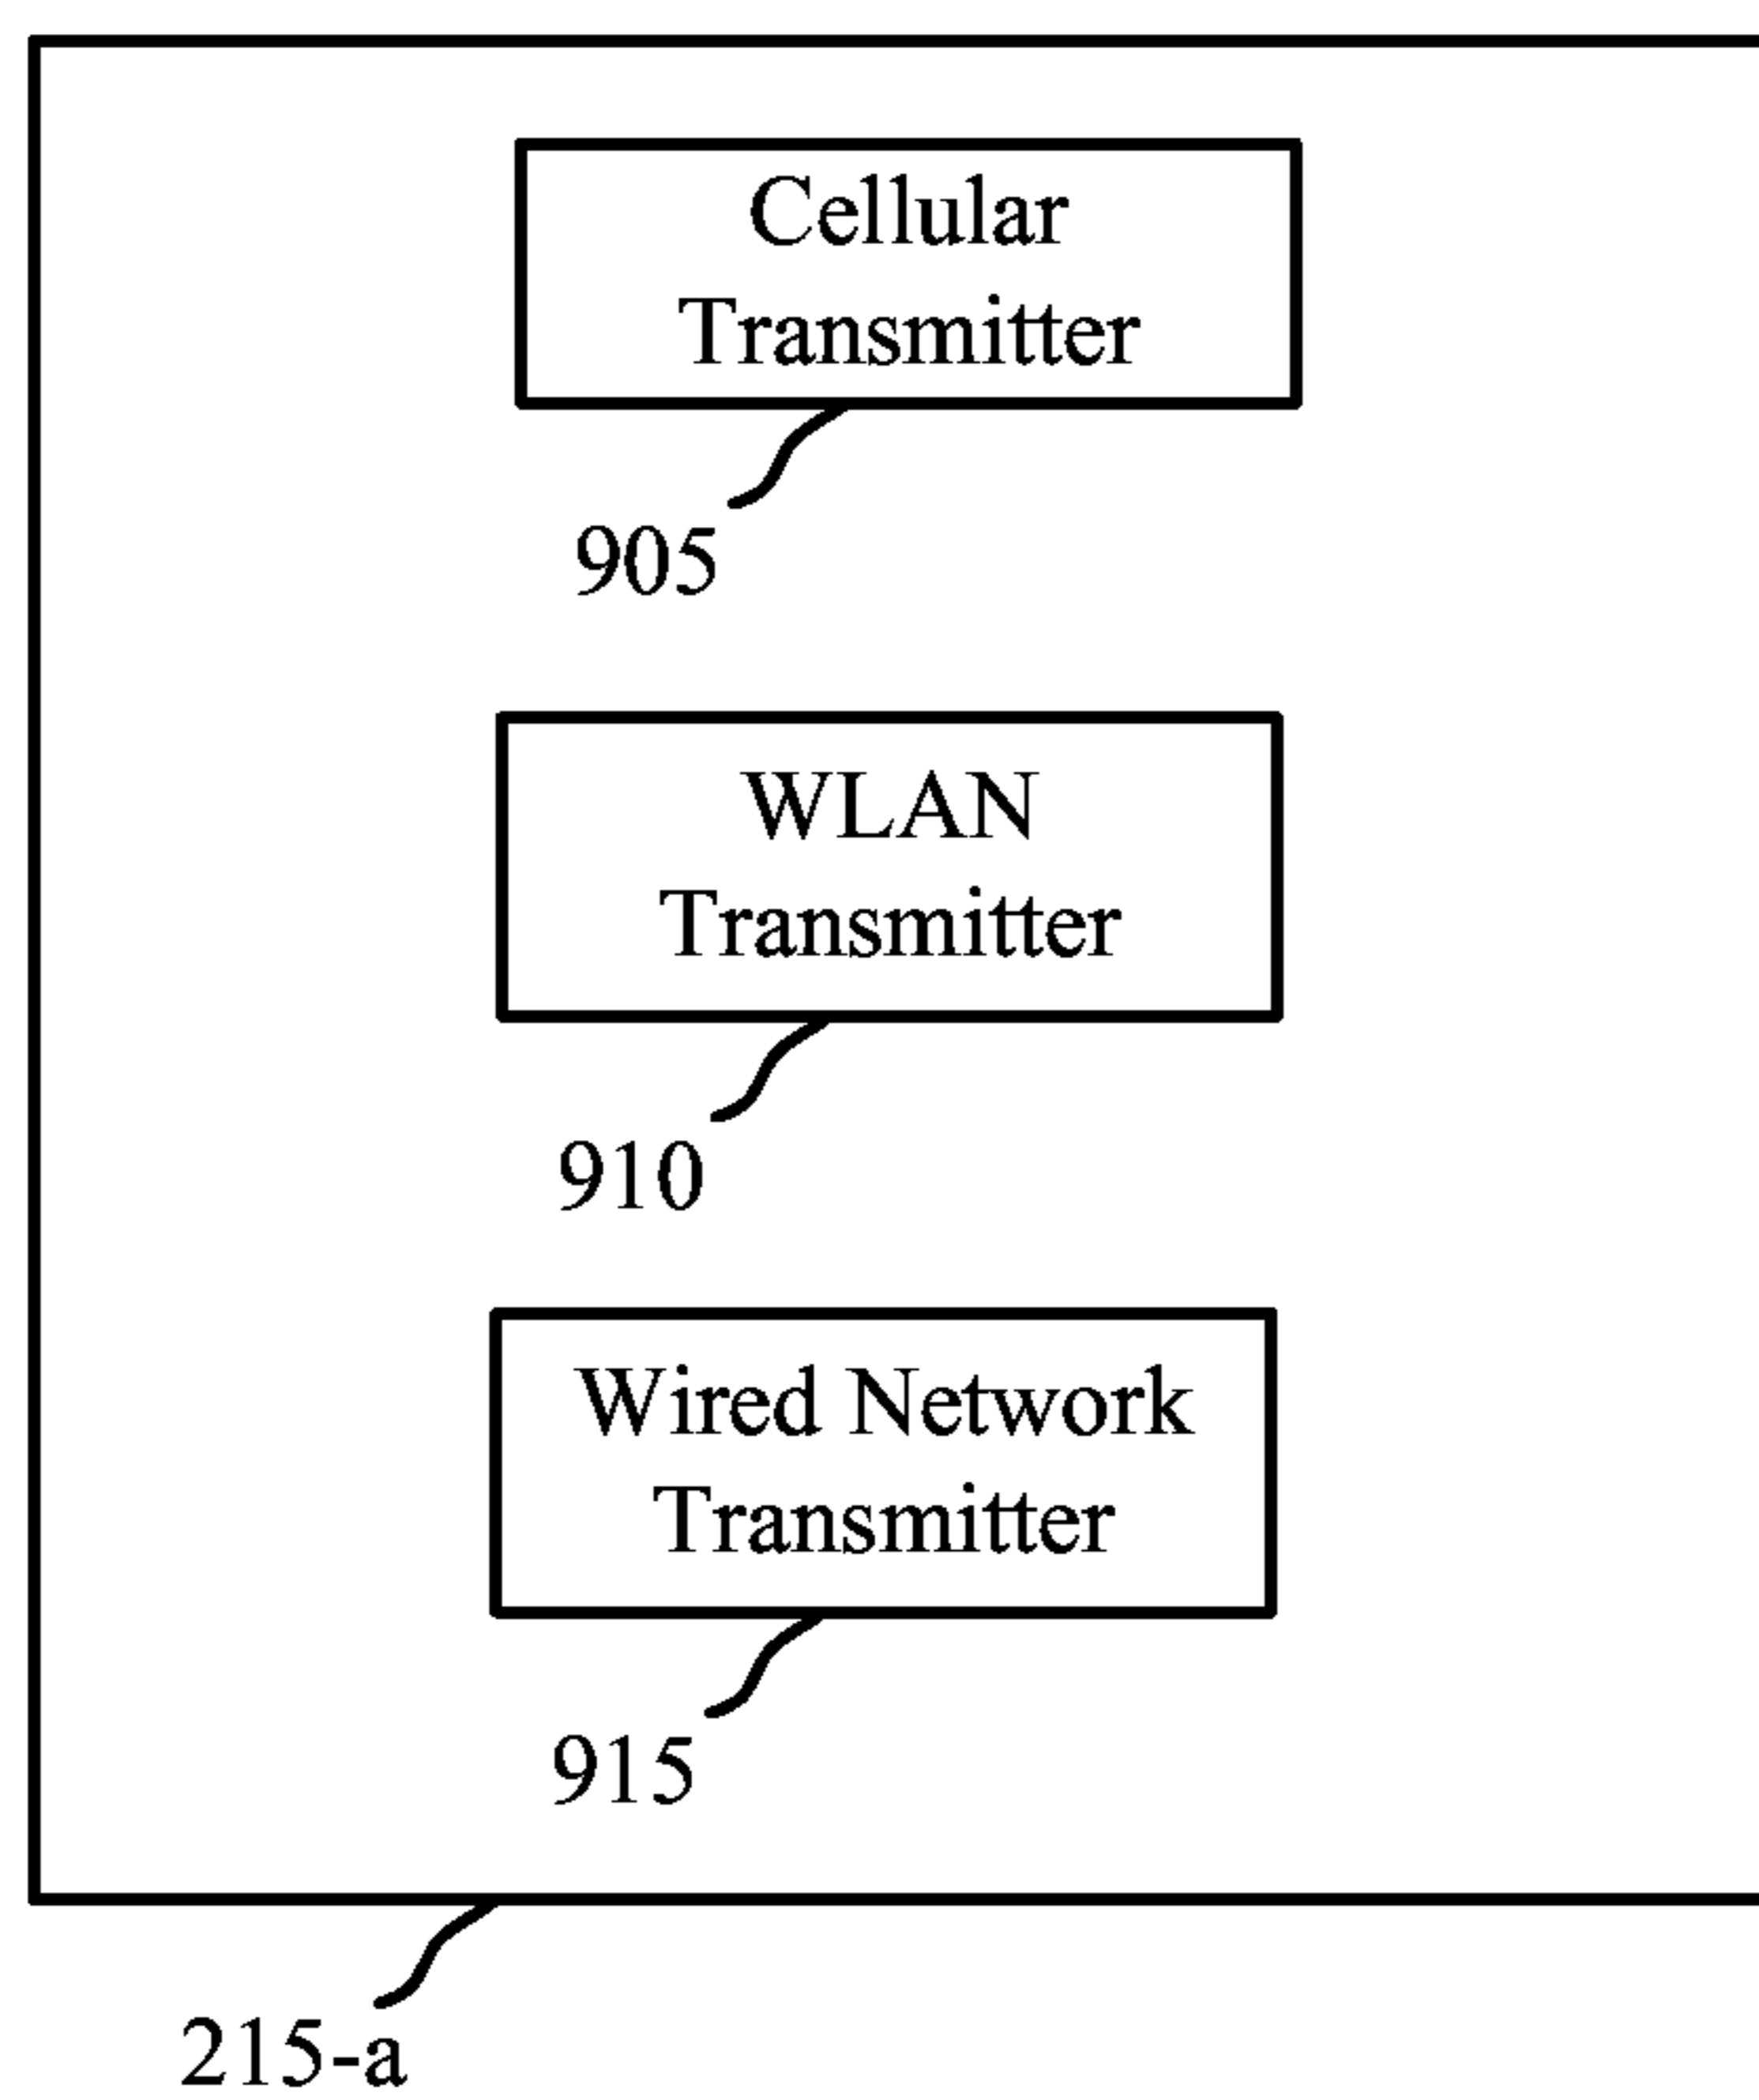 Cellular
Transmitter
905
WLAN
Transmitter
910
Wired Network
Transmitter
915
215-a